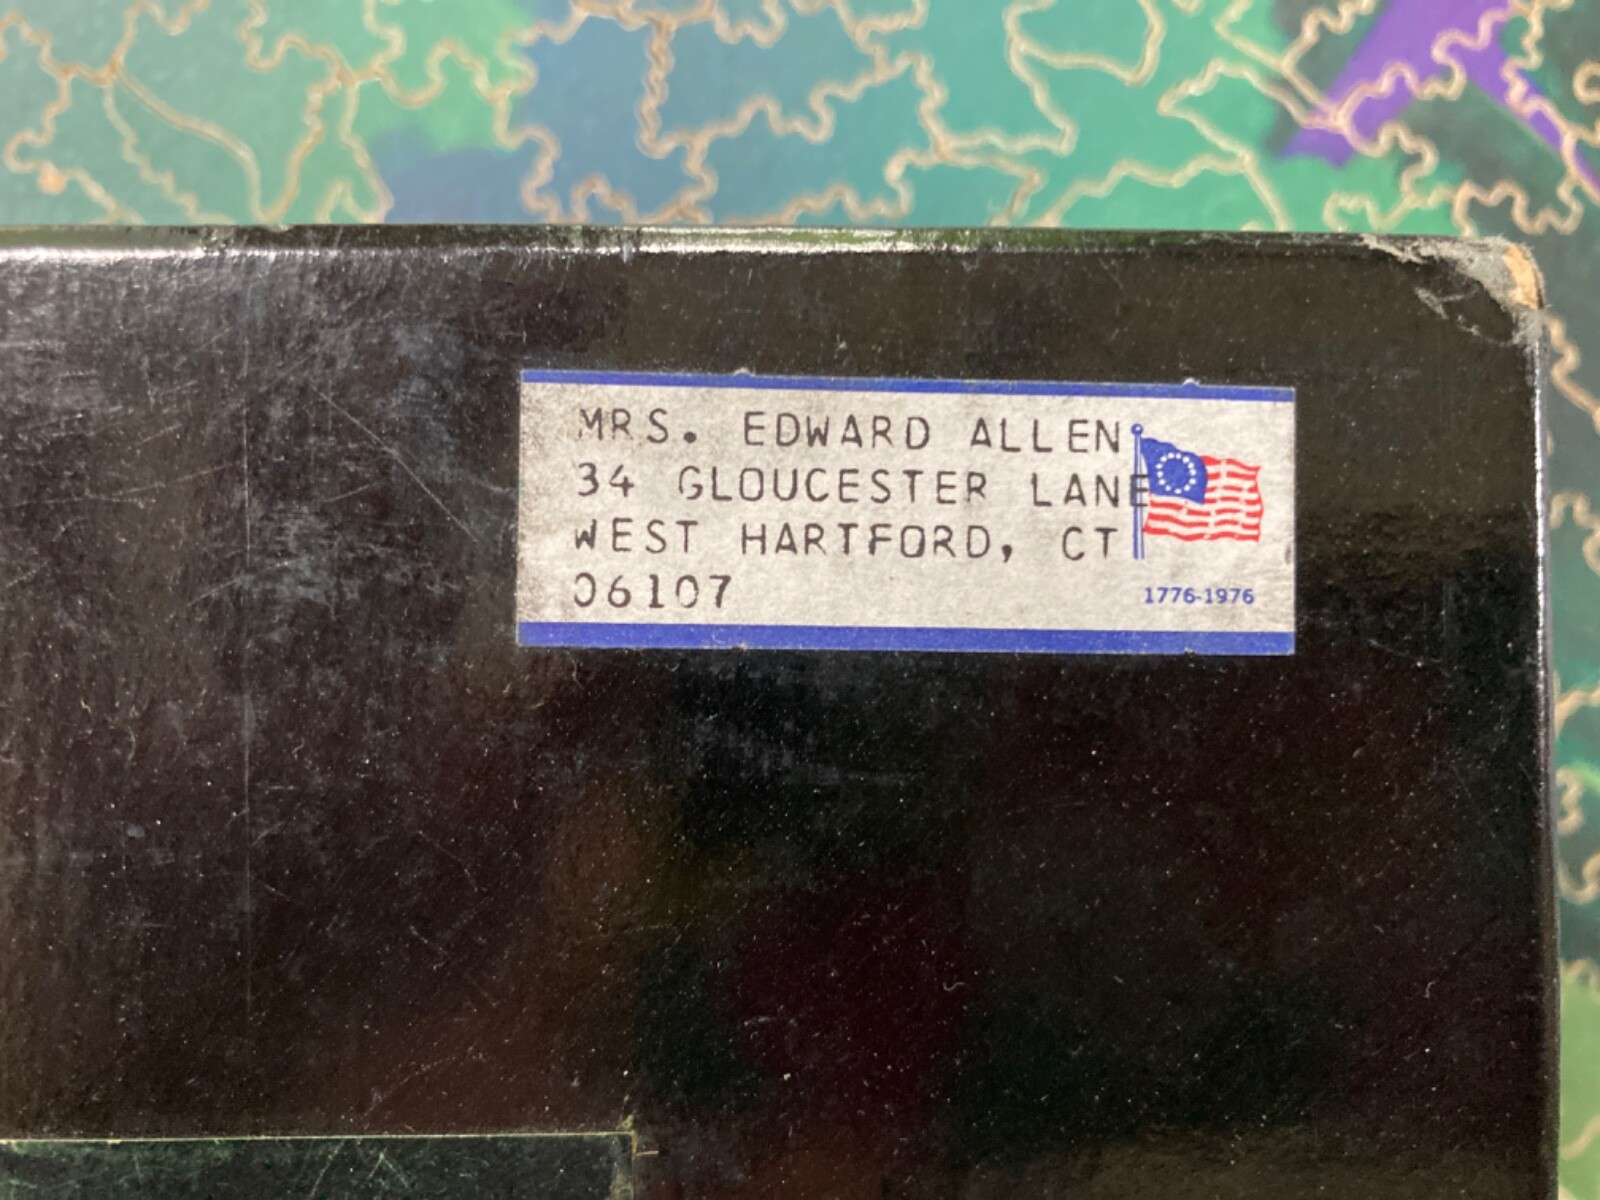 MRS. EDWARD ALLEN
34 GLOUCESTER LANE
WEST HARTFORD, CT
06107
1776-1976